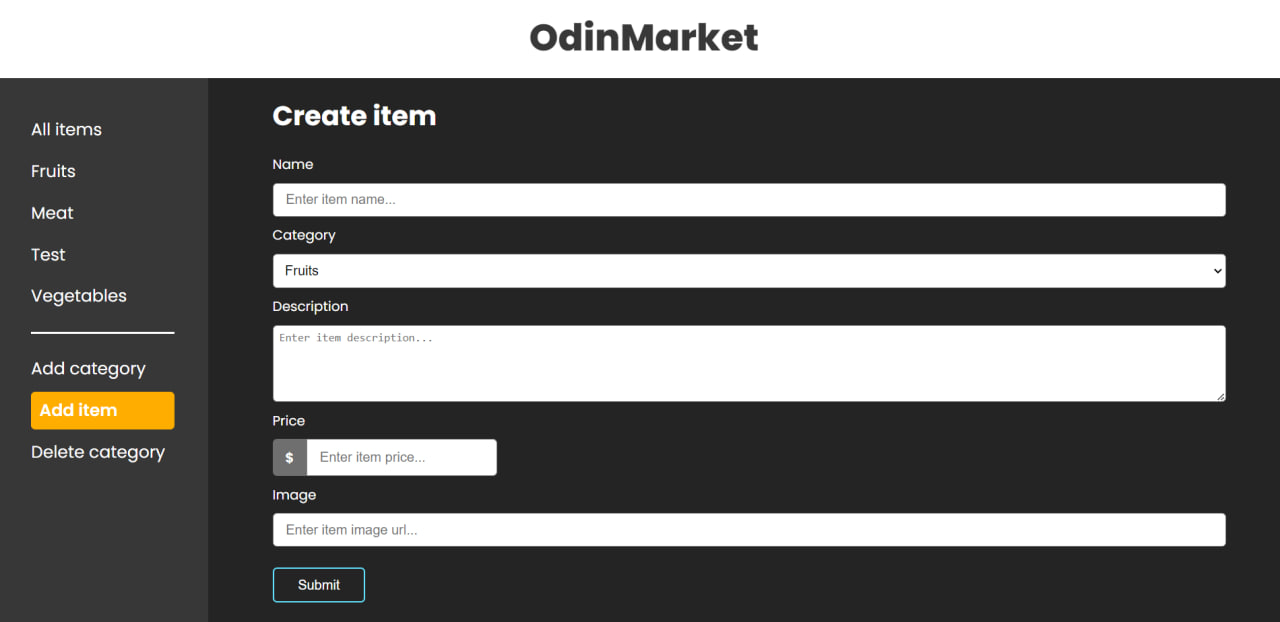 OdinMarket
All items
Fruits
Meat
Test
Vegetables
Add category
Add item
Delete category
Create item
Name
Enter item name...
Category
Fruits
Description
Enter item description...
Price
$ Enter item price...
Image
Enter item image url...
Submit